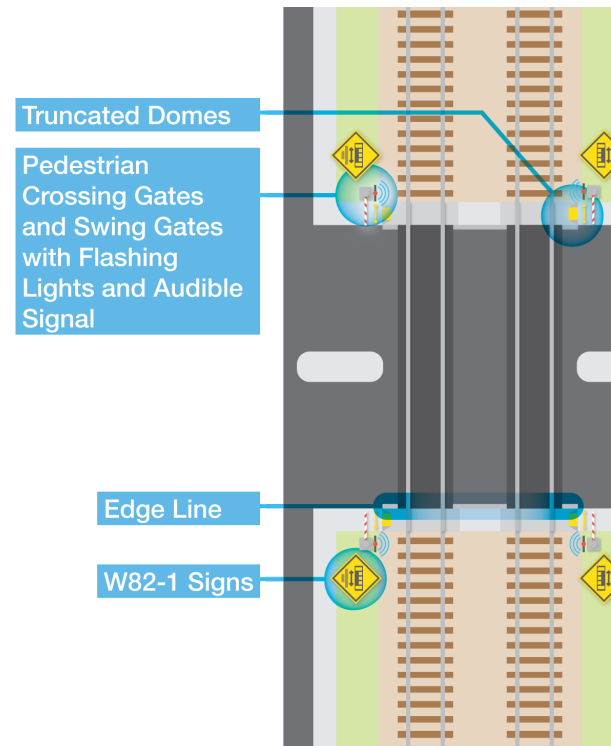 Truncated Domes
Pedestrian
Crossing Gates
and Swing Gates
with Flashing
Lights and Audible
Signal
Edge Line
W82-1 Signs